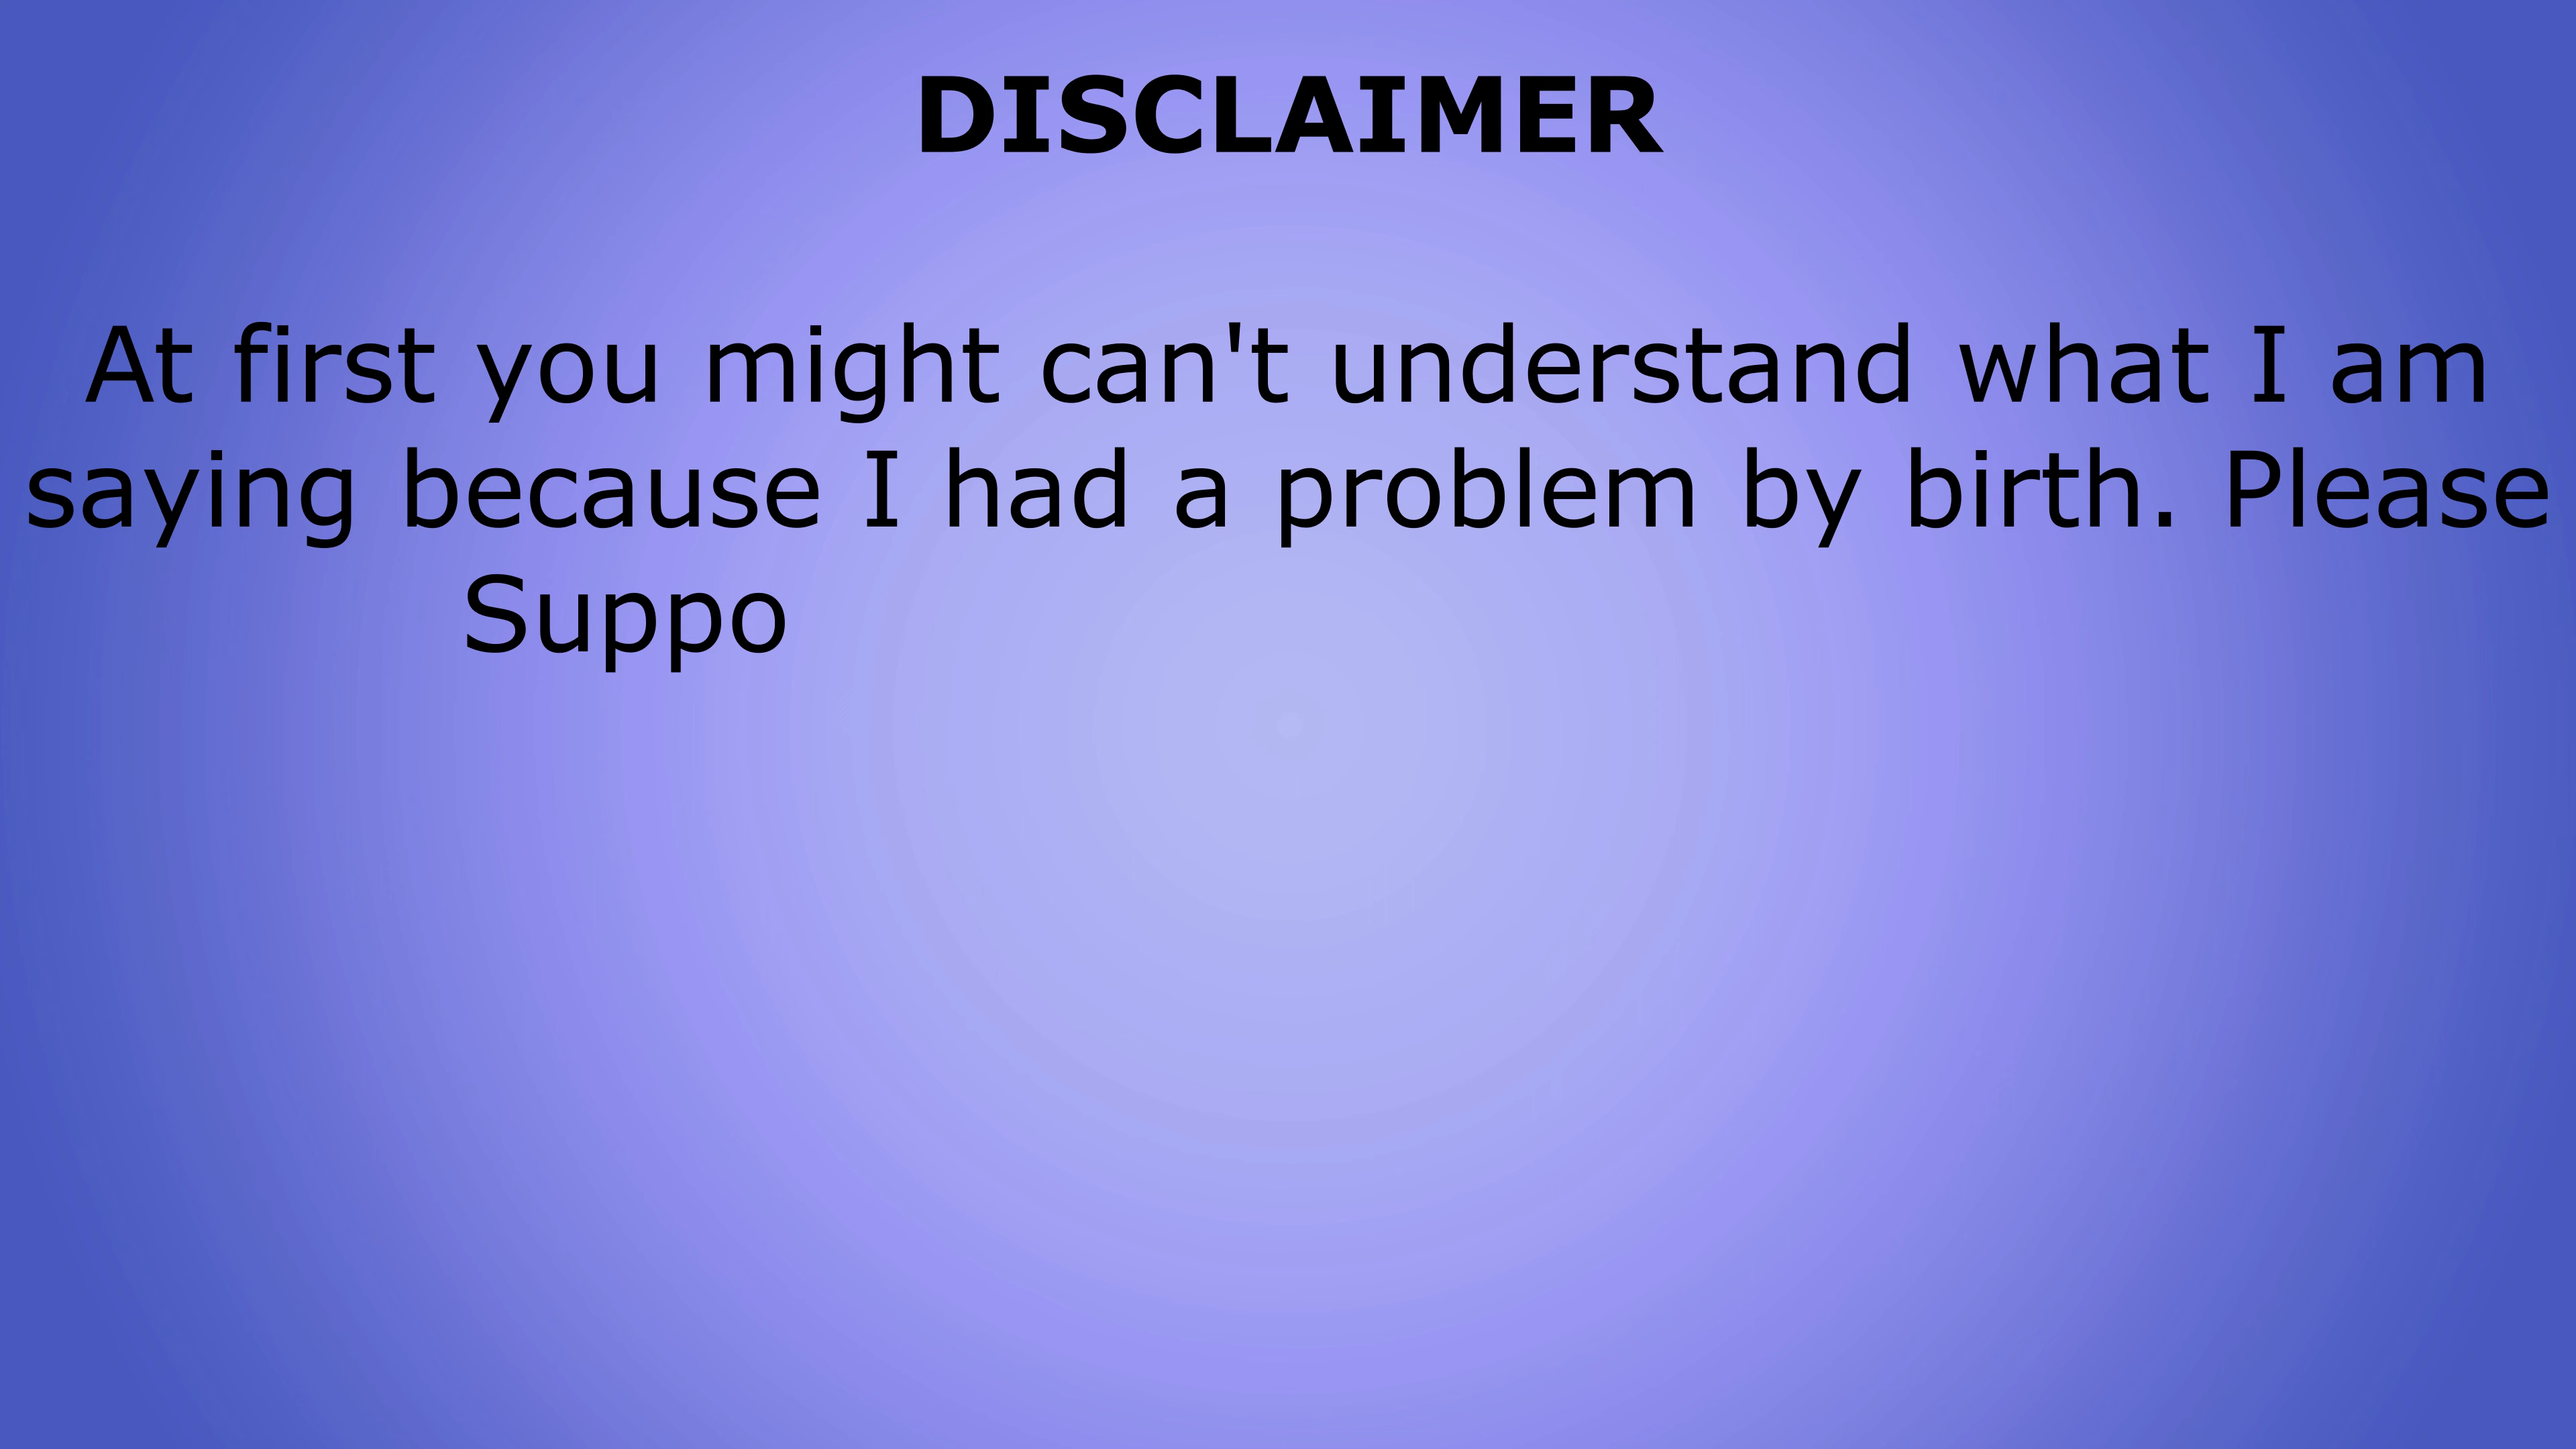 DISCLAIMER
At first you might can't understand what I am
saying because I had a problem by birth. Please
Suppo